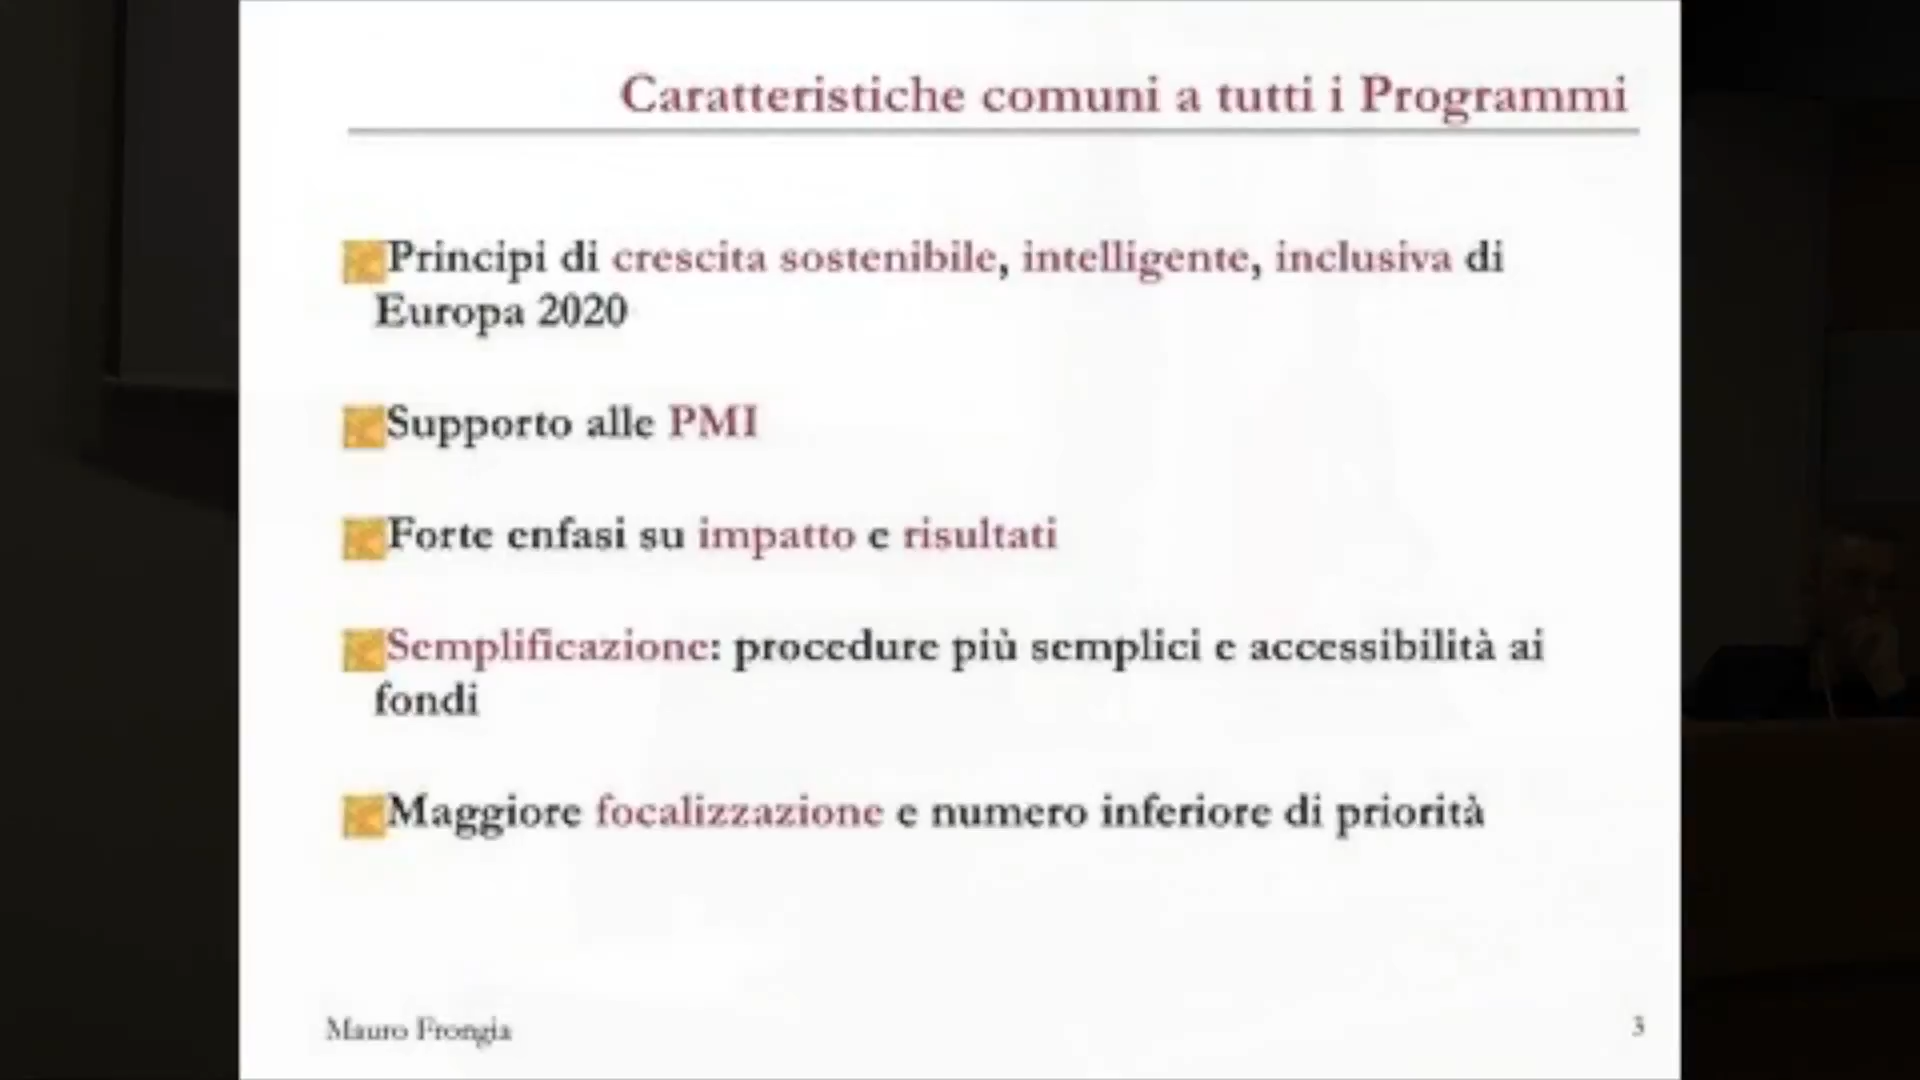 Caratteristiche comuni a tutti i Programmi
Principi di crescita sostenibile, intelligente, inclusiva di
Europa 2020
Supporto alle PMI
Forte enfasi su impatto e risultati
Semplificazione: procedure più semplici e accessibilità ai
fondi
Maggiore focalizzazione e numero inferiore di priorità
Mauro Frongia
3